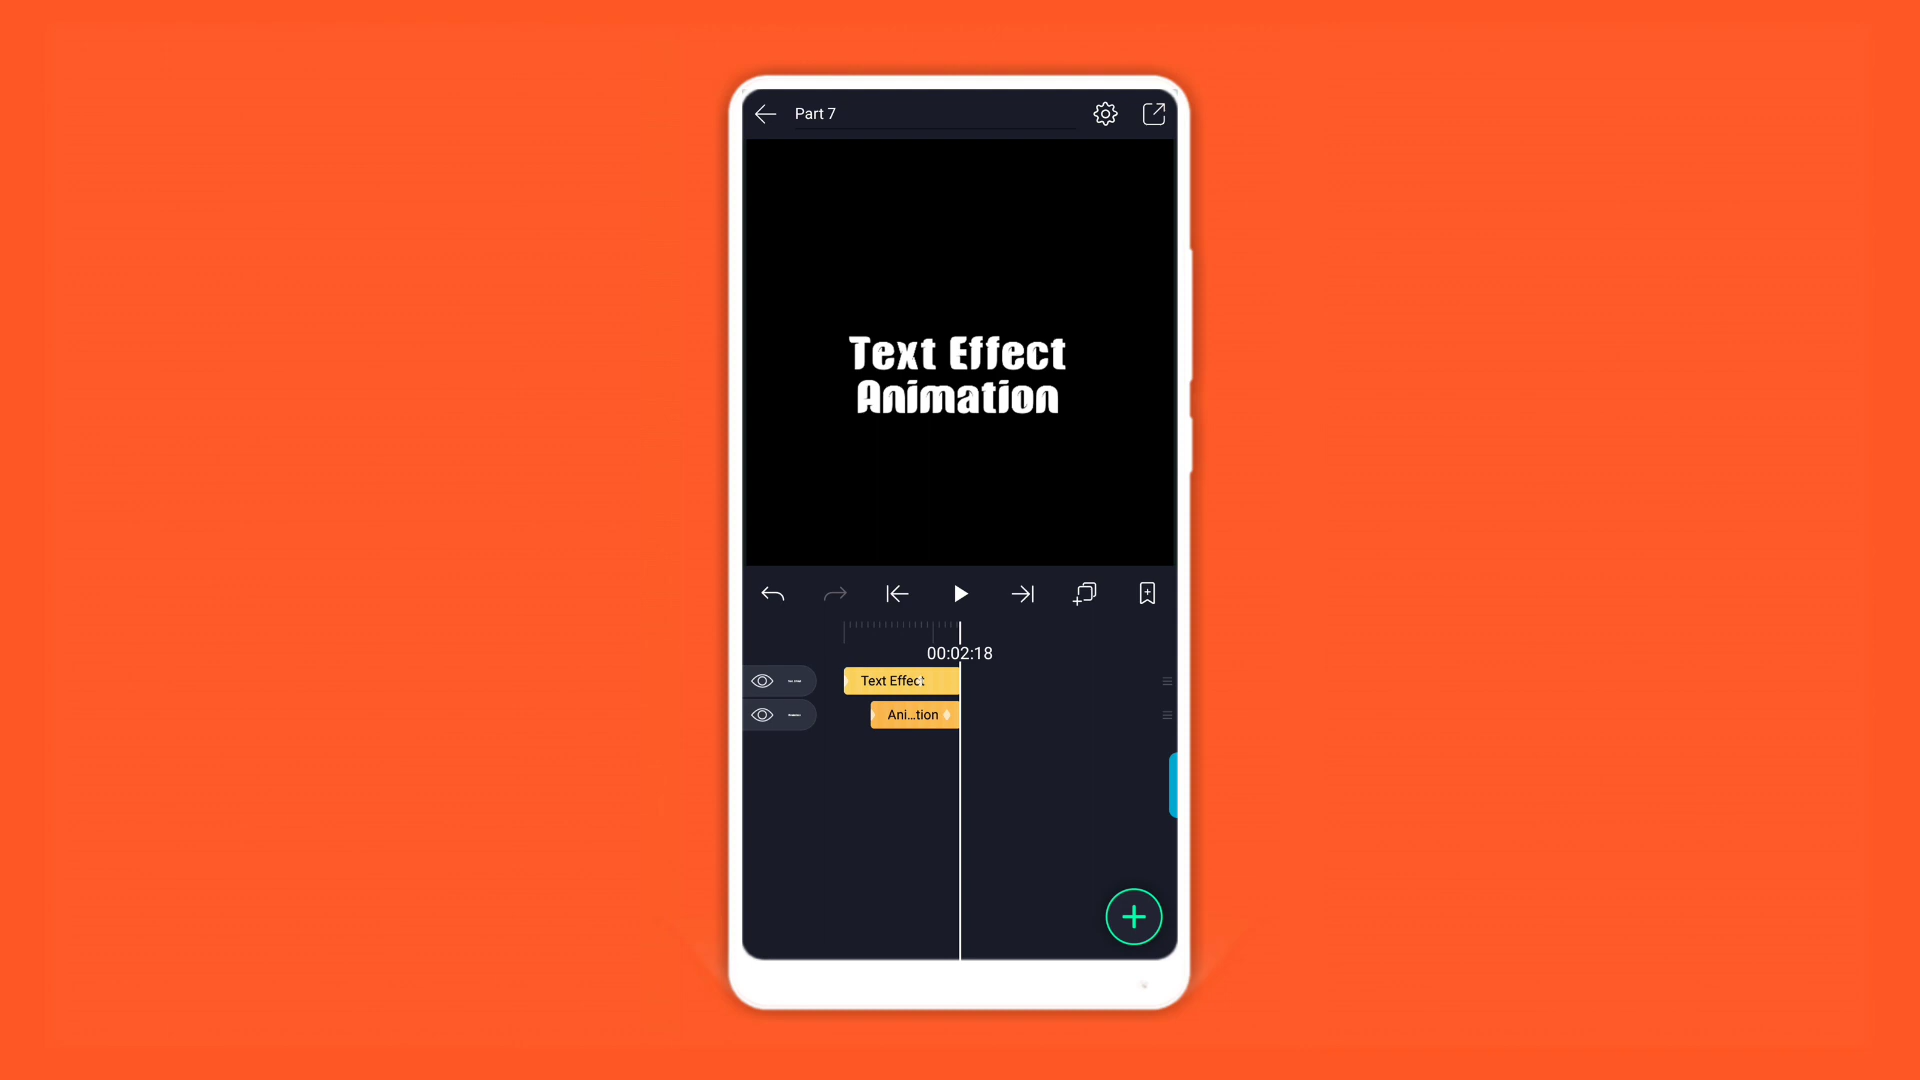 Part 7
Text Effect
Animation
00:02:18
Text Effect
Ani...tion